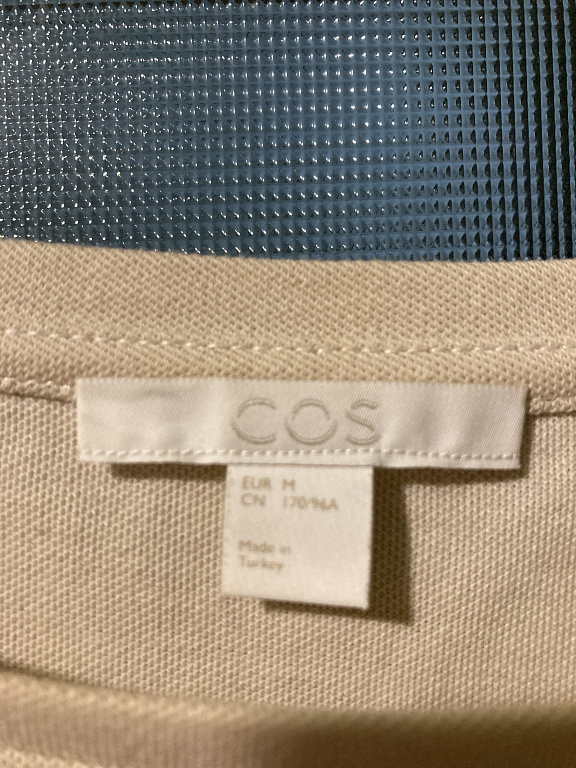 COS
EUR M
CN 170/96A
Made in
Turkey